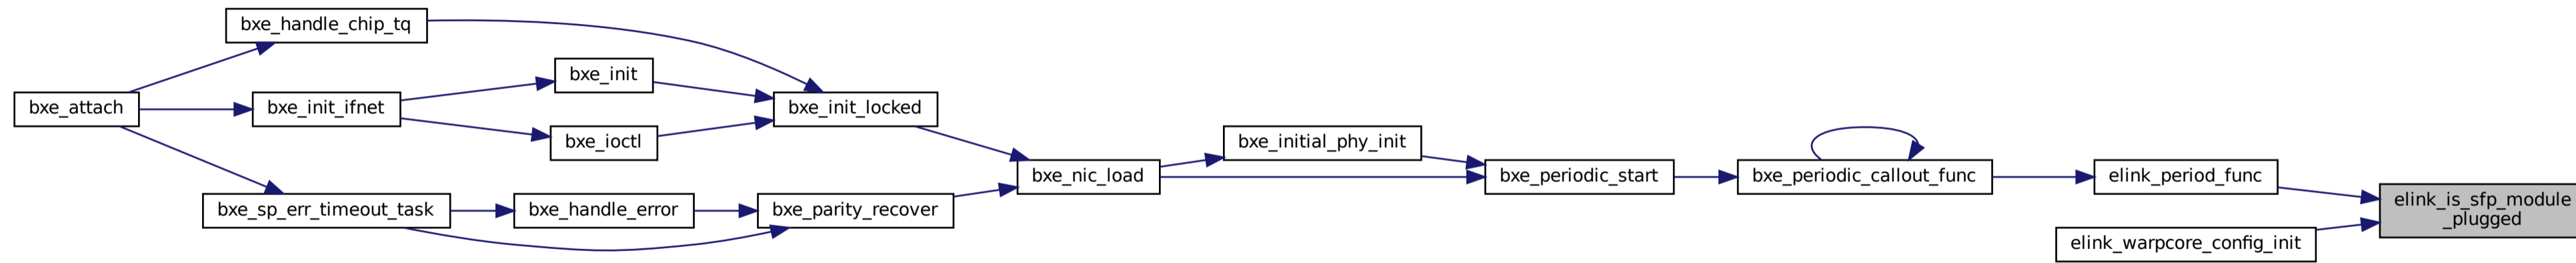 bxe_handle_chip_tq
bxe_init
bxe_attach
bxe_init_ifnet
bxe_init_locked
bxe_ioctl
bxe_initial_phy_init
bxe_nic_load
bxe_periodic_start
bxe_periodic_callout_func
elink_period_func
elink_is_sfp_module
_plugged
bxe_sp_err_timeout_task
bxe_handle_error
bxe_parity_recover
elink_warpcore_config_init